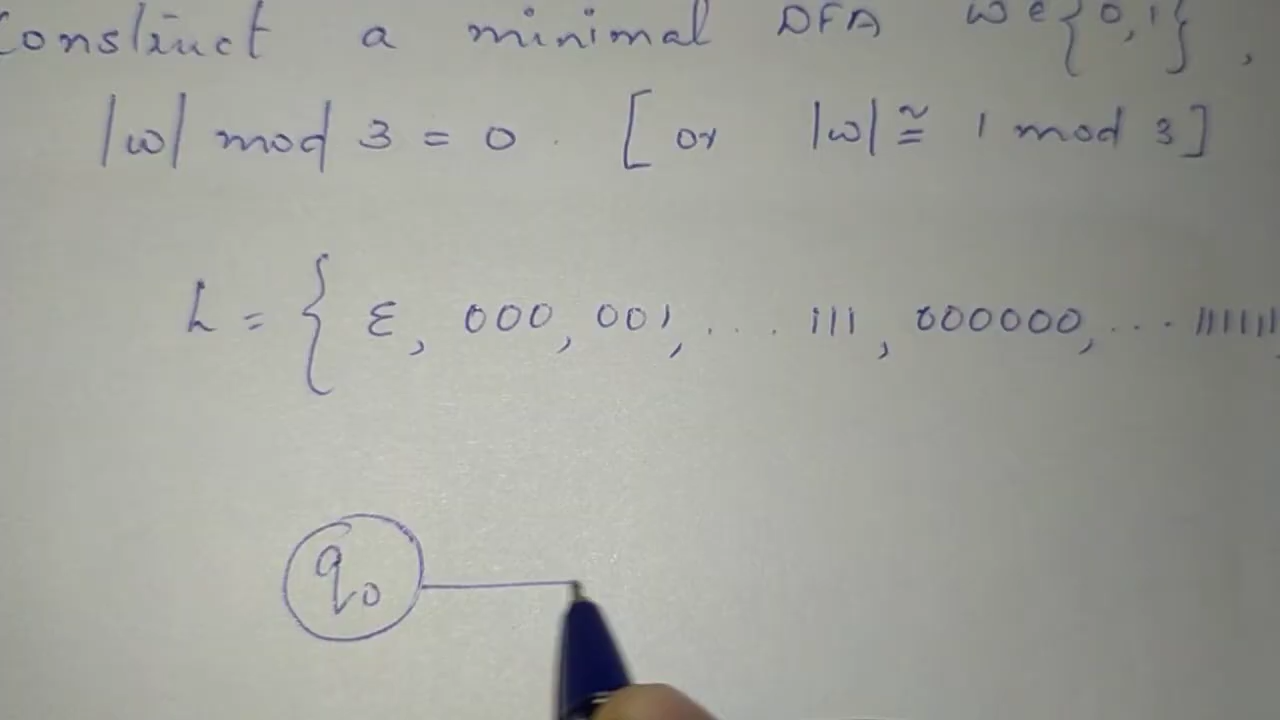 Construct a minimal DFA w ∈ {0,1},
|w| mod 3 = 0. [or |w| ≅ 1 mod 3]
L = { ε, 000, 001, .... 111, 000000, ... 111111,
q₀